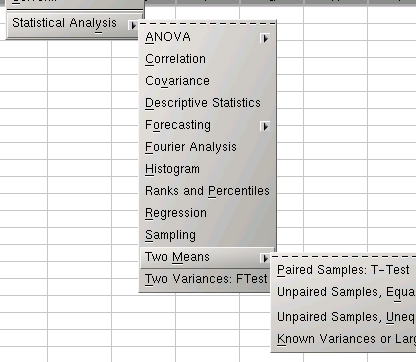 Statistical Analysis
ANOVA
Correlation
Covariance
Descriptive Statistics
Forecasting
Fourier Analysis
Histogram
Ranks and Percentiles
Regression
Sampling
Two Means
Two Variances: FTest
Paired Samples: T-Test
Unpaired Samples, Equa
Unpaired Samples, Uneq
Known Variances or Larg